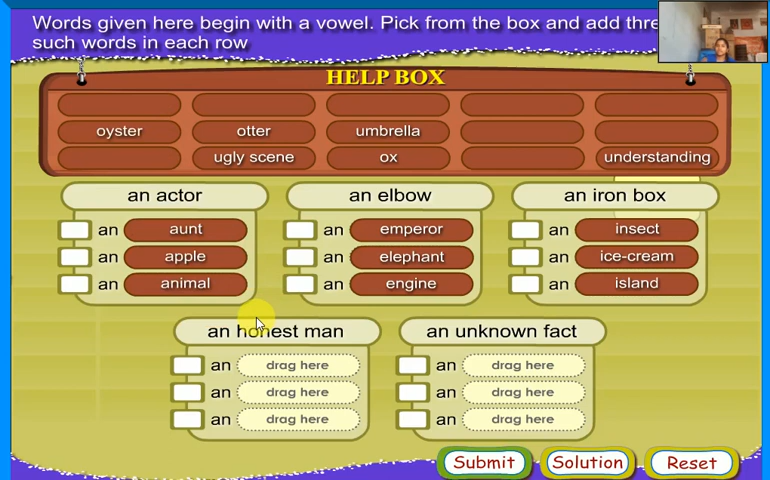 Words given here begin with a vowel. Pick from the box and add thre
such words in each row
HELP BOX
oyster otter umbrella
ugly scene ox understanding
an actor an elbow an iron box
an aunt an emperor an insect
an apple an elephant an ice-cream
an animal an engine an island
an honest man an unknown fact
an drag here an drag here
an drag here an drag here
an drag here an drag here
Submit Solution Reset